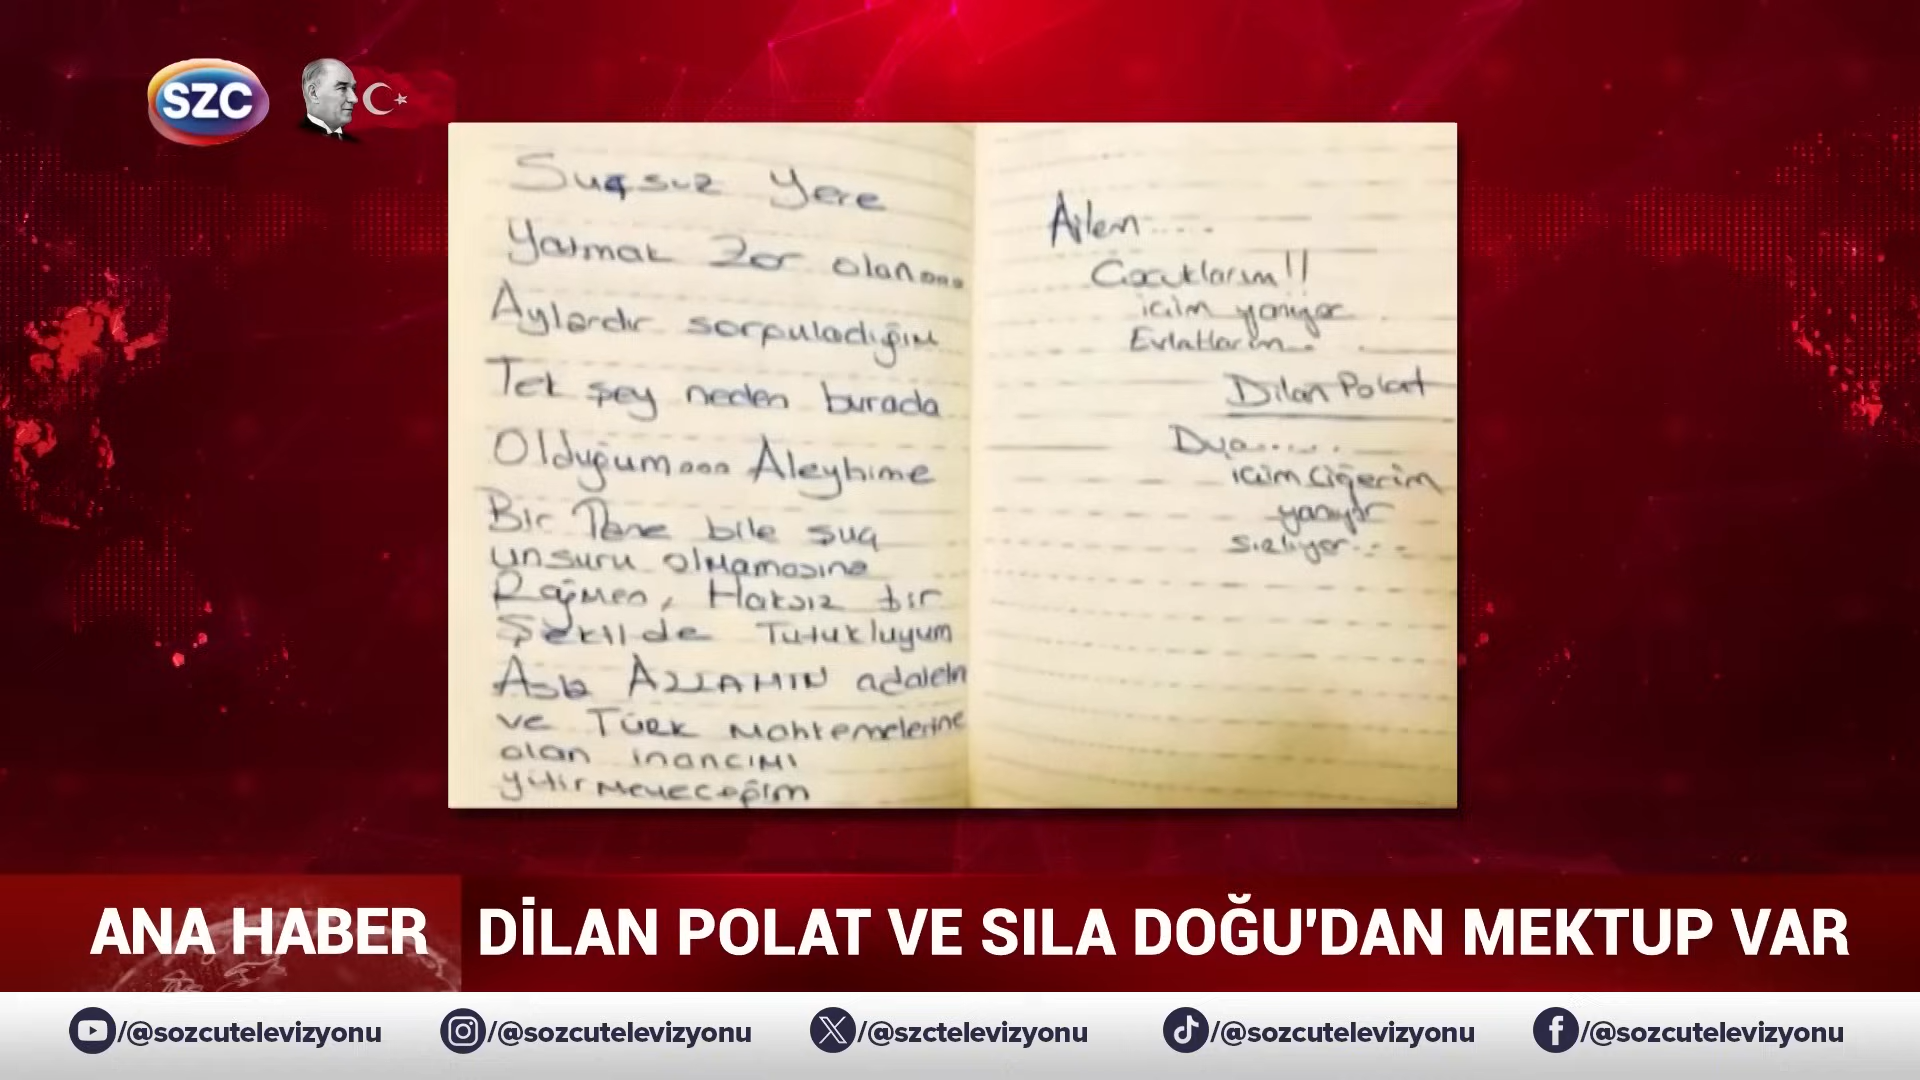 SZC
Suçsuz Yere
Yatmak Zor olan....
Aylardır sorguladığım
Tek şey neden burada
Olduğum.... Aleyhime
Bir Tane bile suç
unsuru olmamasına
Rağmen, Haksız bir
Şekilde Tutukluyum
Asla ALLAHIN adaletin
ve Türk Mahkemelerine
olan inancımı
yitirmeyeceğim
Ailem.....
Çocuklarım!!
içim yanıyor
Evlatlarım..
Dilan Polat
Dua......
içim Ciğerim
yanıyor
sızlıyor....
ANA HABER DİLAN POLAT VE SILA DOĞU'DAN MEKTUP VAR
/@sozcutelevizyonu /@sozcutelevizyonu /@szctelevizyonu /@sozcutelevizyonu /@sozcutelevizyonu